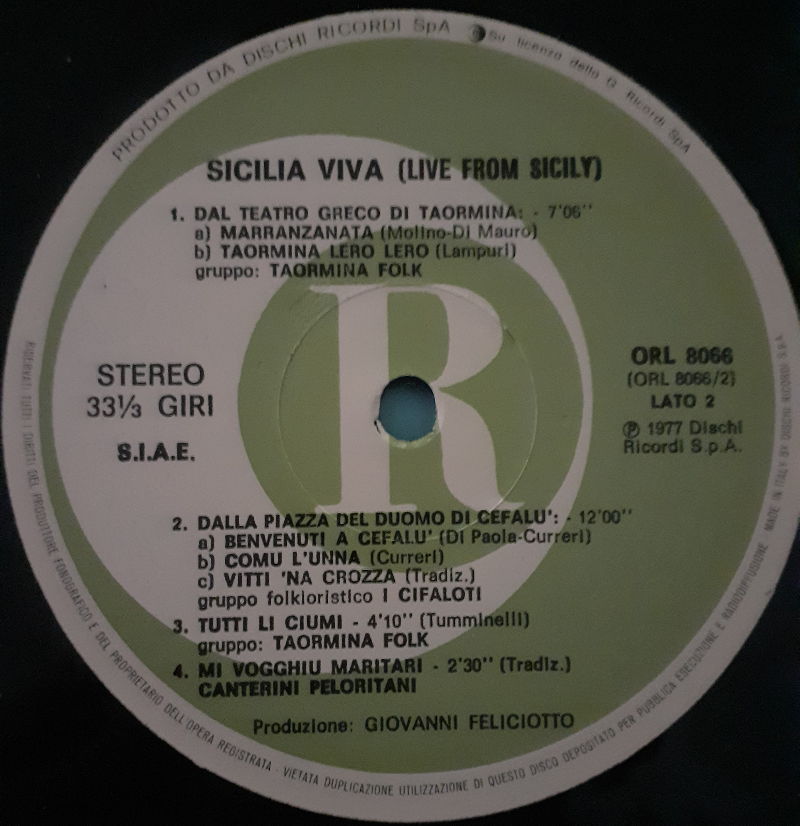 PRODOTTO DA DISCHI RICORDI SpA
Su licenza della G. Ricordi SpA
SICILIA VIVA (LIVE FROM SICILY)
1. DAL TEATRO GRECO DI TAORMINA: - 7'06''
a) MARRANZANATA (Molino-Di Mauro)
b) TAORMINA LERO LERO (Lampuri)
gruppo: TAORMINA FOLK
R
STEREO
33⅓ GIRI
S.I.A.E.
ORL 8066
(ORL 8066/2)
LATO 2
℗ 1977 Dischi
Ricordi S.p.A.
2. DALLA PIAZZA DEL DUOMO DI CEFALU': - 12'00''
a) BENVENUTI A CEFALU' (Di Paola-Curreri)
b) COMU L'UNNA (Curreri)
c) VITTI 'NA CROZZA (Tradiz.)
gruppo folkloristico I CIFALOTI
3. TUTTI LI CIUMI - 4'10'' (Tumminelli)
gruppo: TAORMINA FOLK
4. MI VOGGHIU MARITARI - 2'30'' (Tradiz.)
CANTERINI PELORITANI
Produzione: GIOVANNI FELICIOTTO
RISERVATI TUTTI I DIRITTI DEL PRODUTTORE FONOGRAFICO E DEL PROPRIETARIO DELL'OPERA REGISTRATA - VIETATA DUPLICAZIONE UTILIZZAZIONE DI QUESTO DISCO DEPOSITATO PER PUBBLICA ESECUZIONE E RADIODIFFUSIONE. MADE IN ITALY BY DISCHI RICORDI S.P.A.